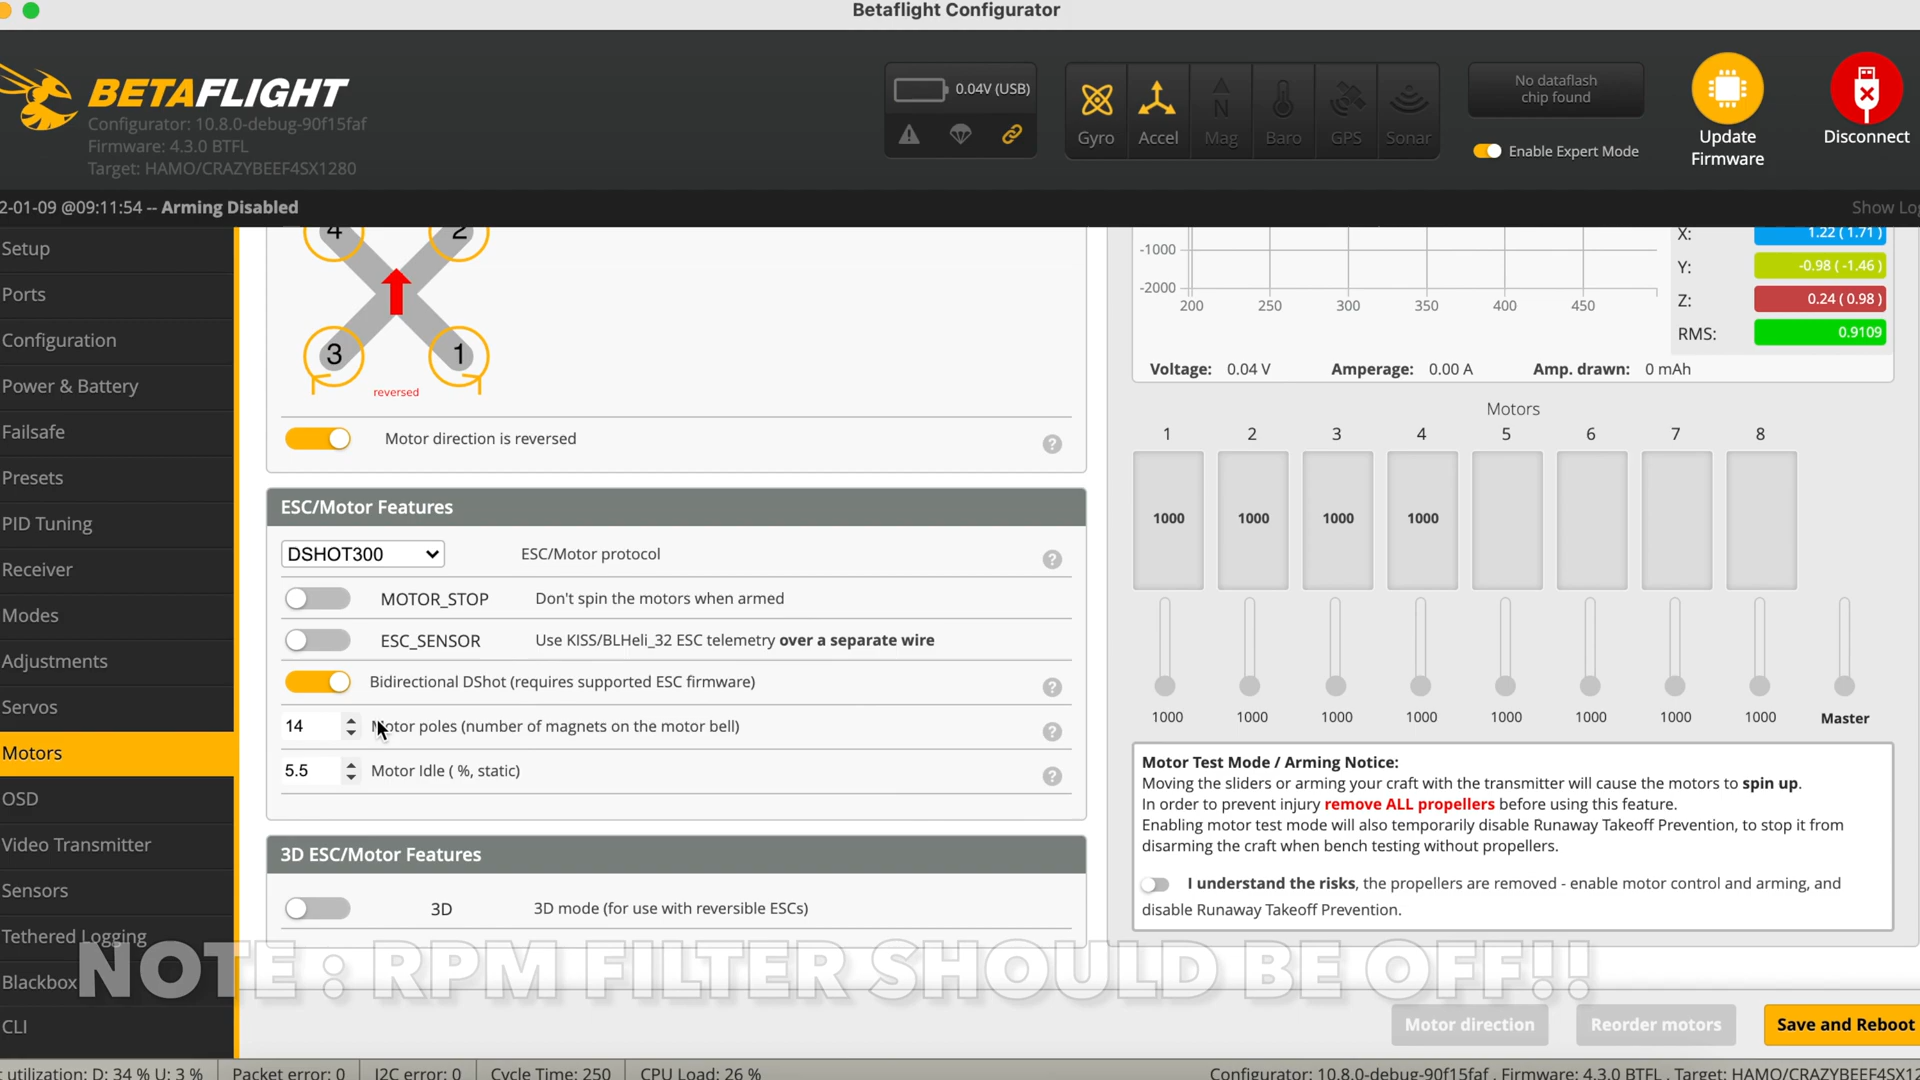 Betaflight Configurator
BETAFLIGHT
Configurator: 10.8.0-debug-90f15faf
Firmware: 4.3.0 BTFL
Target: HAMO/CRAZYBEEF4SX1280
0.04V (USB)
Gyro
Accel
Mag
Baro
GPS
Sonar
No dataflash
chip found
Enable Expert Mode
Update
Firmware
Disconnect
2-01-09 @09:11:54 -- Arming Disabled
Show Log
Setup
Ports
Configuration
Power & Battery
Failsafe
Presets
PID Tuning
Receiver
Modes
Adjustments
Servos
Motors
OSD
Video Transmitter
Sensors
Tethered Logging
Blackbox
CLI
4
2
3
1
reversed
Motor direction is reversed
ESC/Motor Features
DSHOT300
ESC/Motor protocol
MOTOR_STOP
Don't spin the motors when armed
ESC_SENSOR
Use KISS/BLHeli_32 ESC telemetry over a separate wire
Bidirectional DShot (requires supported ESC firmware)
14
Motor poles (number of magnets on the motor bell)
5.5
Motor Idle ( %, static)
3D ESC/Motor Features
3D
3D mode (for use with reversible ESCs)
-1000
-2000
200 250 300 350 400 450
X: 1.22 ( 1.71 )
Y: -0.98 ( -1.46 )
Z: 0.24 ( 0.98 )
RMS: 0.9109
Voltage: 0.04 V
Amperage: 0.00 A
Amp. drawn: 0 mAh
Motors
1 2 3 4 5 6 7 8
1000 1000 1000 1000
1000 1000 1000 1000 1000 1000 1000 1000 Master
Motor Test Mode / Arming Notice:
Moving the sliders or arming your craft with the transmitter will cause the motors to spin up.
In order to prevent injury remove ALL propellers before using this feature.
Enabling motor test mode will also temporarily disable Runaway Takeoff Prevention, to stop it from
disarming the craft when bench testing without propellers.
I understand the risks, the propellers are removed - enable motor control and arming, and
disable Runaway Takeoff Prevention.
NOTE : RPM FILTER SHOULD BE OFF!!
Motor direction
Reorder motors
Save and Reboot
utilization: D: 34 % U: 3 %
Packet error: 0
I2C error: 0
Cycle Time: 250
CPU Load: 26 %
Configurator: 10.8.0-debug-90f15faf , Firmware: 4.3.0 BTFL , Target: HAMO/CRAZYBEEF4SX12